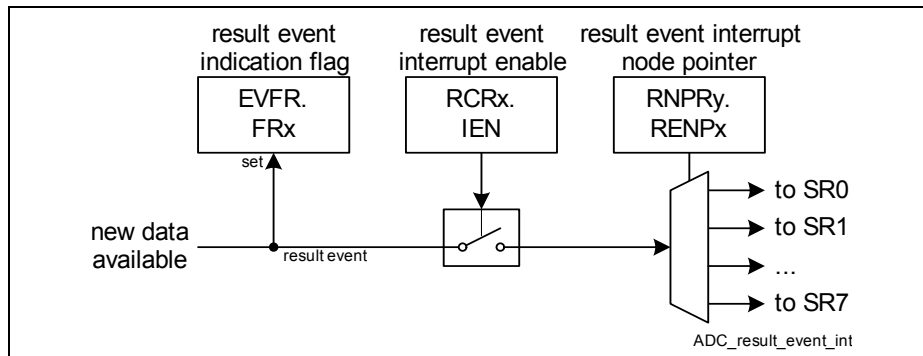 result event
indication flag
result event
interrupt enable
result event interrupt
node pointer
EVFR.
FRx
RCRx.
IEN
RNPRy.
RENPx
set
new data
available
result event
to SR0
to SR1
...
to SR7
ADC_result_event_int